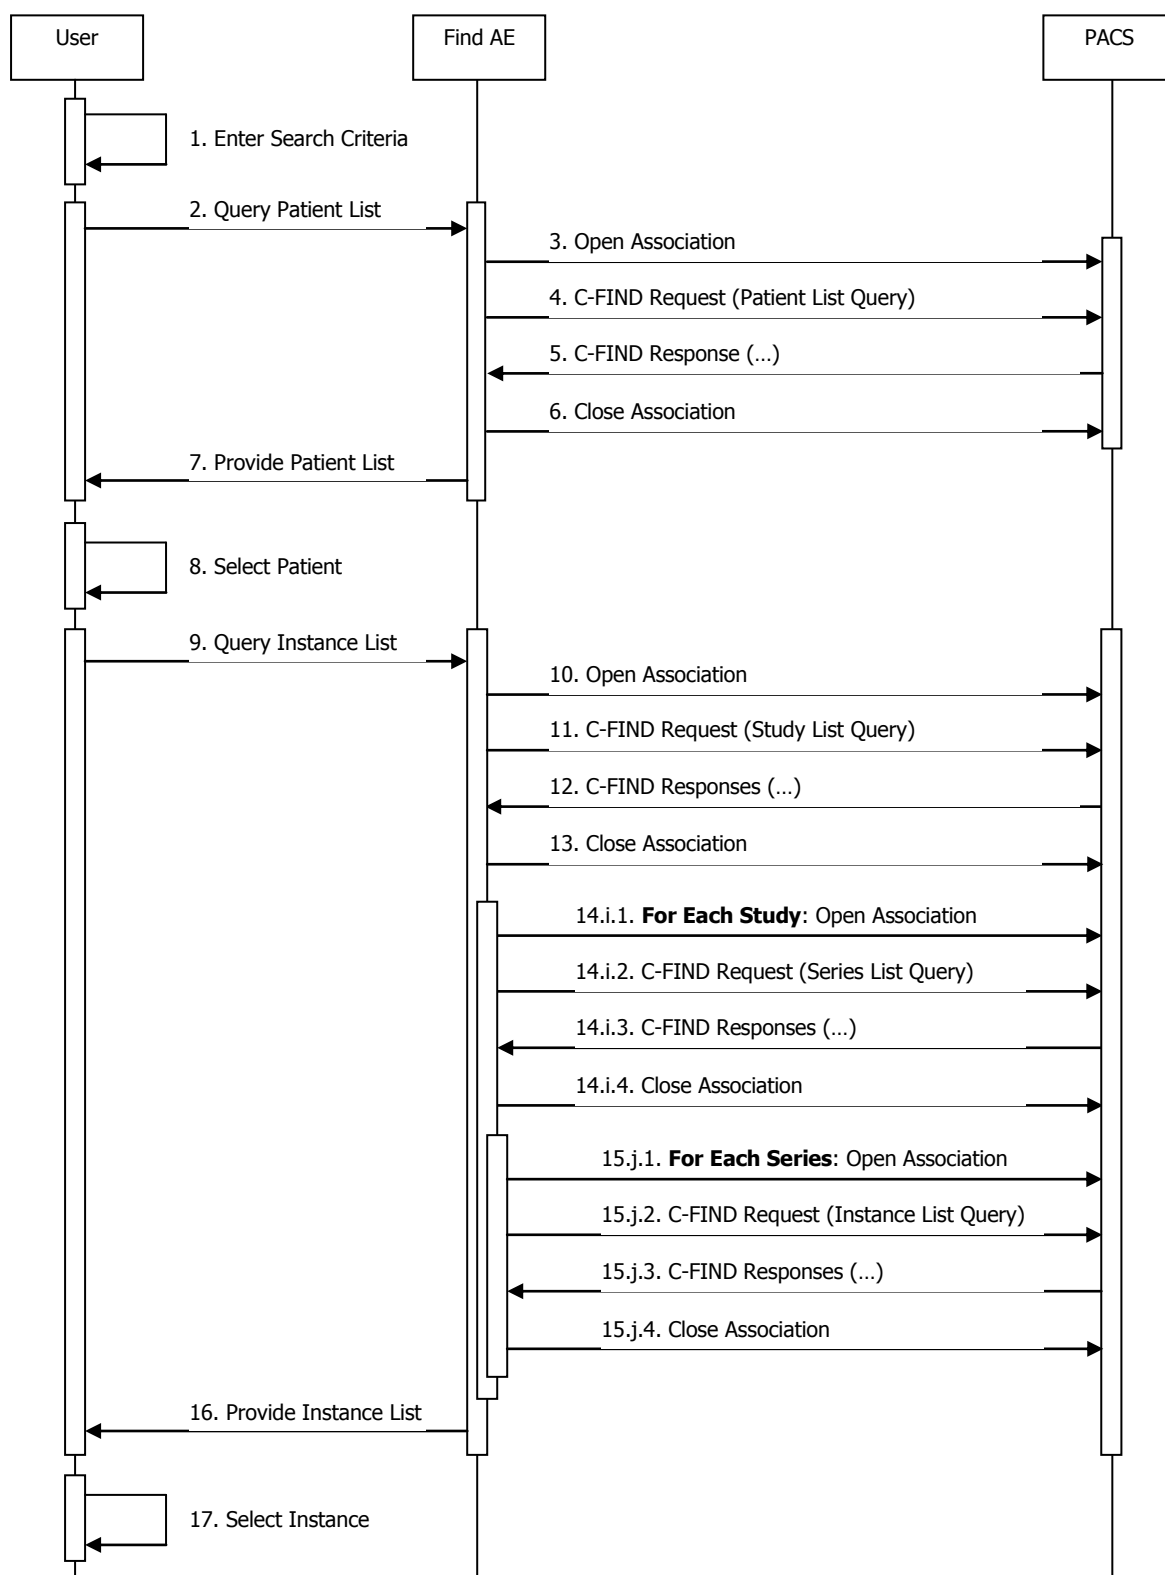 User
Find AE
PACS
1. Enter Search Criteria
2. Query Patient List
3. Open Association
4. C-FIND Request (Patient List Query)
5. C-FIND Response (…)
6. Close Association
7. Provide Patient List
8. Select Patient
9. Query Instance List
10. Open Association
11. C-FIND Request (Study List Query)
12. C-FIND Responses (…)
13. Close Association
14.i.1. For Each Study: Open Association
14.i.2. C-FIND Request (Series List Query)
14.i.3. C-FIND Responses (…)
14.i.4. Close Association
15.j.1. For Each Series: Open Association
15.j.2. C-FIND Request (Instance List Query)
15.j.3. C-FIND Responses (…)
15.j.4. Close Association
16. Provide Instance List
17. Select Instance